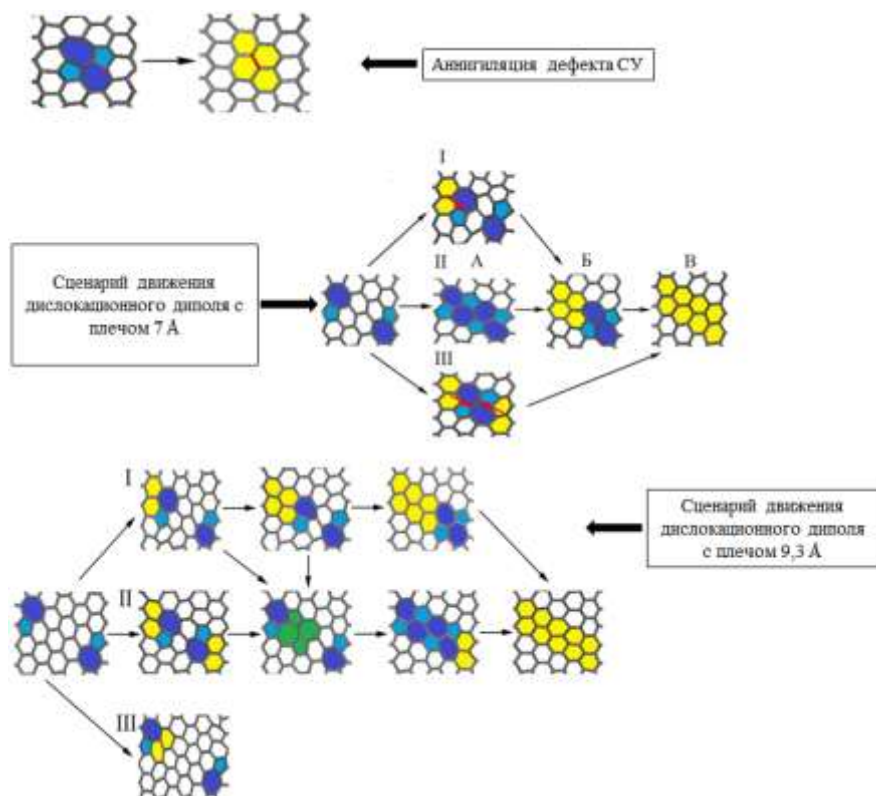 Аннигиляция дефекта СУ
I
II А Б В
Сценарий движения
дислокационного диполя с
плечом 7 Å
III
I
Сценарий движения
дислокационного диполя
с плечом 9,3 Å
II
III